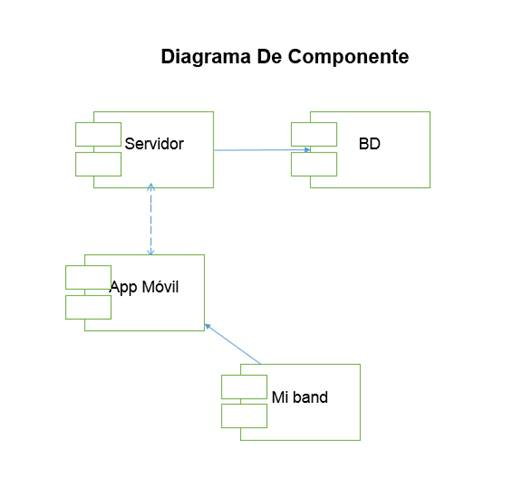 Diagrama De Componente
Servidor
BD
App Móvil
Mi band